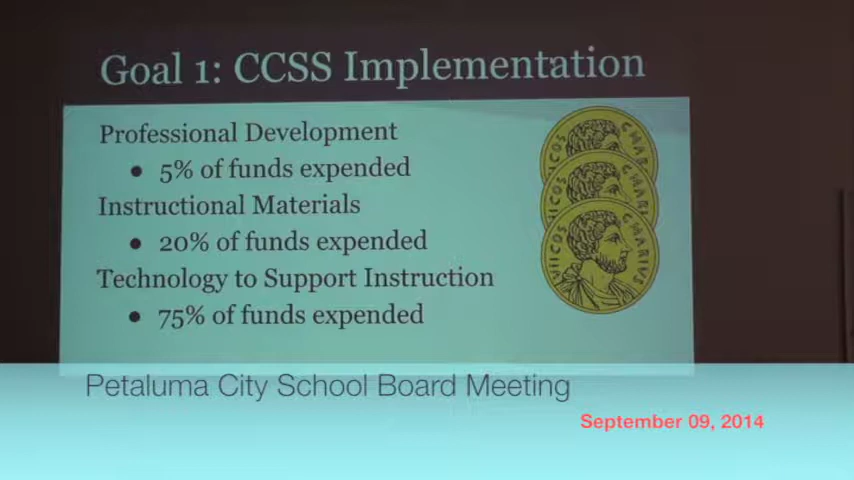 Goal 1: CCSS Implementation
Professional Development
● 5% of funds expended
Instructional Materials
● 20% of funds expended
Technology to Support Instruction
● 75% of funds expended
CHARIUS
Petaluma City School Board Meeting
September 09, 2014